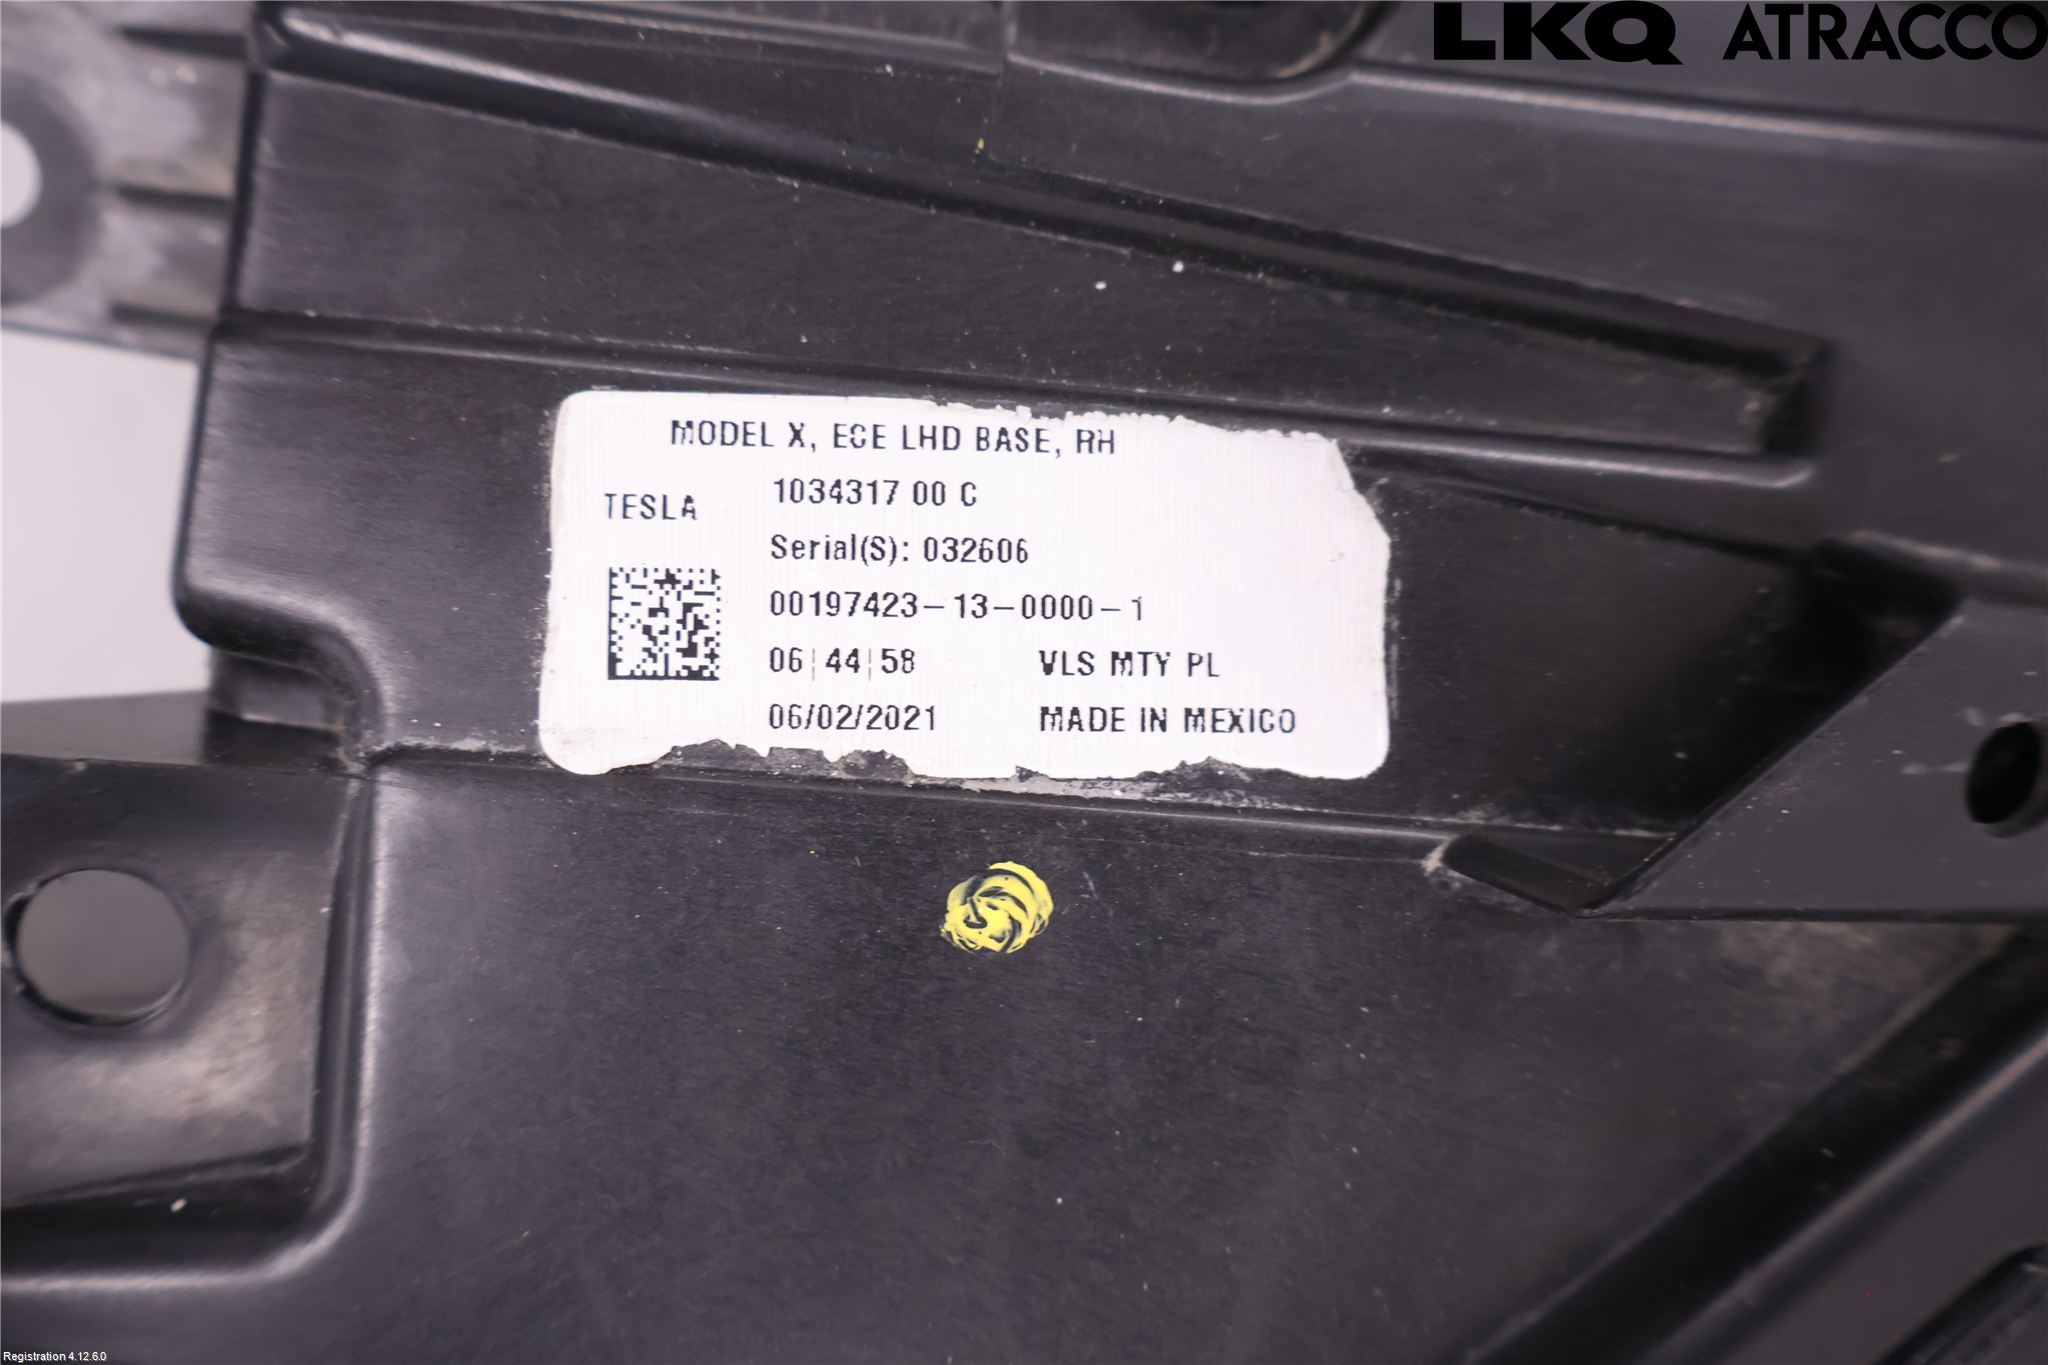 LKQ ATRACCO
MODEL X, ECE LHD BASE, RH
1034317 00 C
TESLA
Serial(S): 032606
00197423-13-0000-1
06|44|58 VLS MTY PL
06/02/2021 MADE IN MEXICO
Registration 4.12.6.0